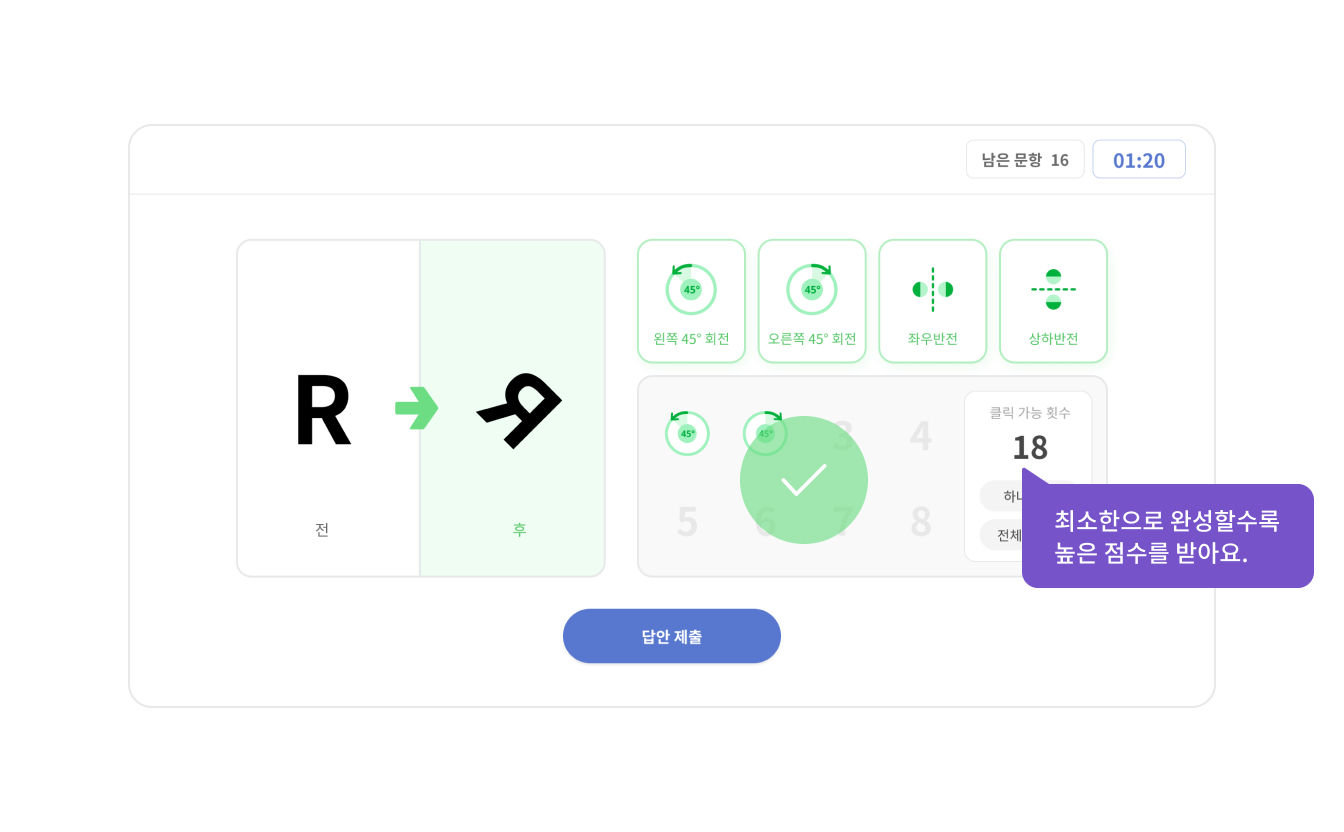 남은 문항 16
01:20
R
R
전
후
45°
왼쪽 45° 회전
45°
오른쪽 45° 회전
좌우반전
상하반전
45°
45°
3
4
5
6
7
8
클릭 가능 횟수
18
전체
최소한으로 완성할수록
높은 점수를 받아요.
답안 제출